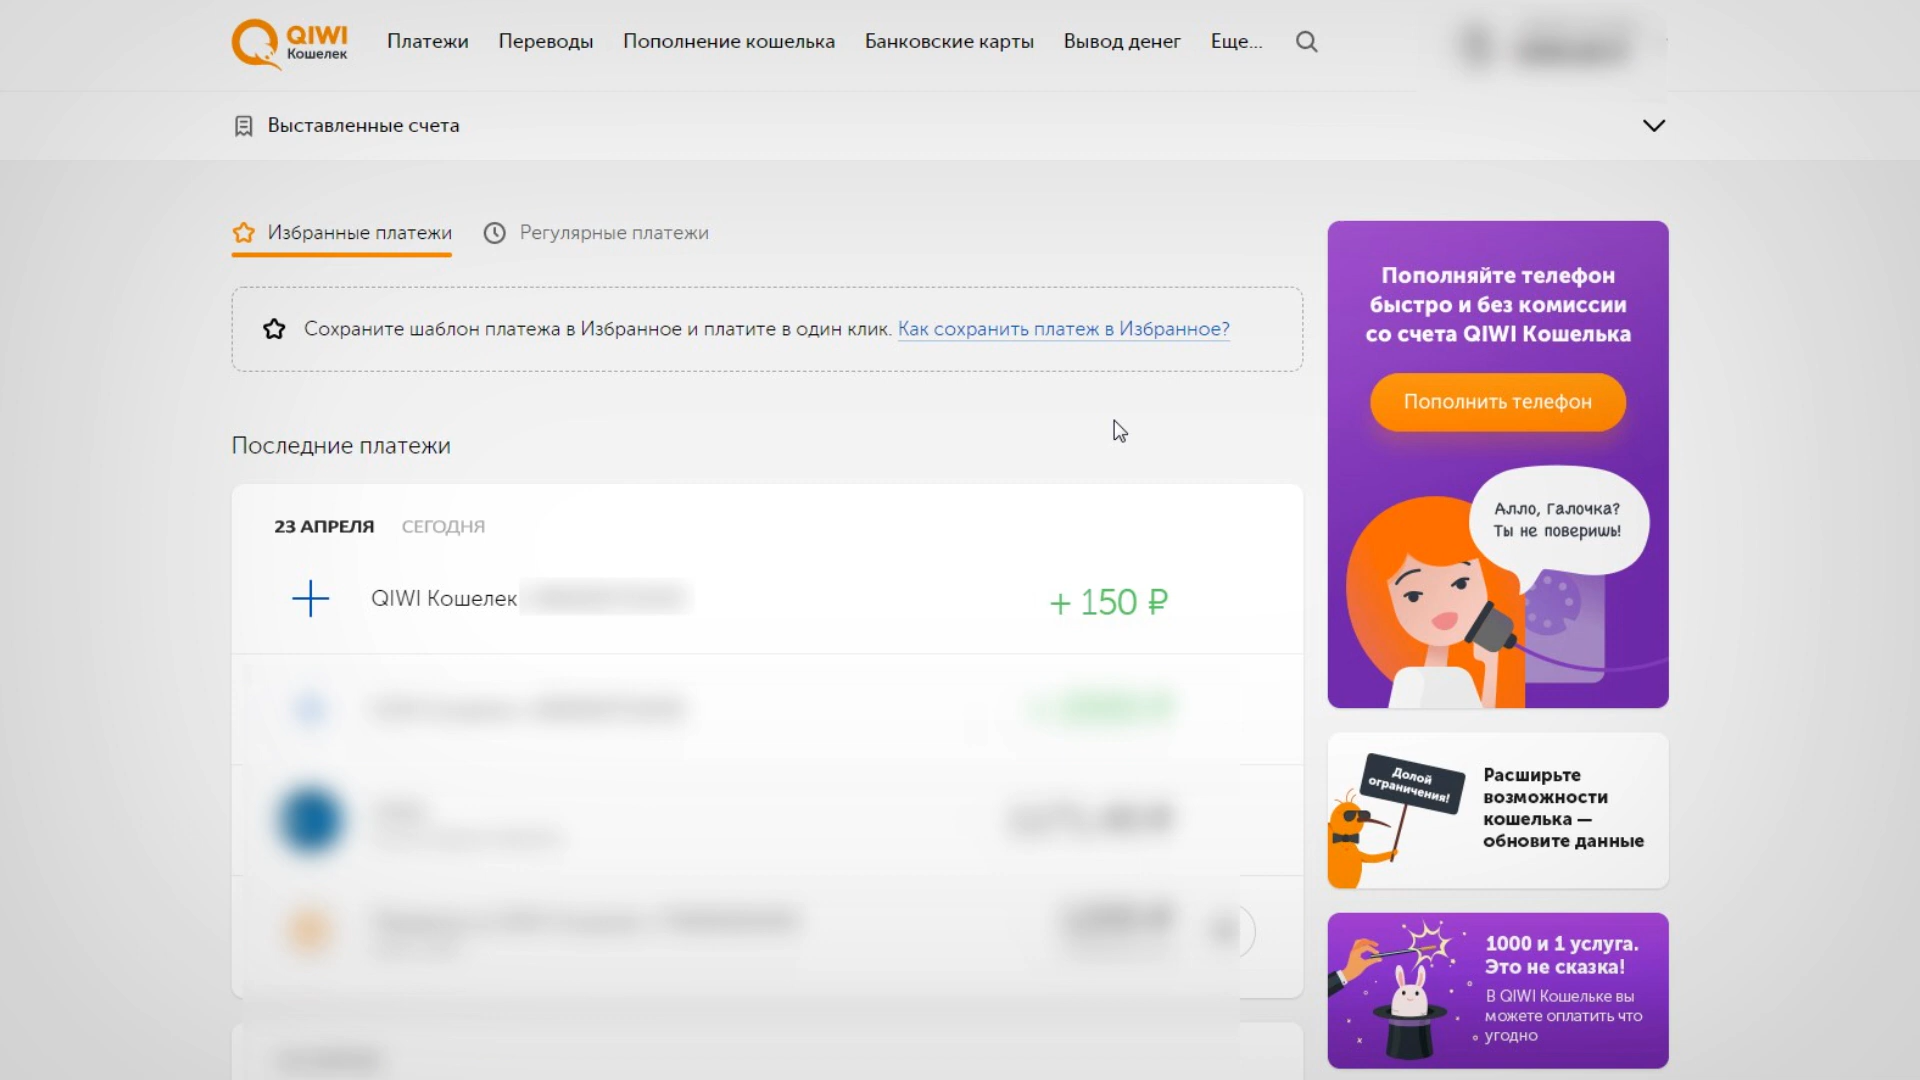 QIWI
Кошелек
Платежи
Переводы
Пополнение кошелька
Банковские карты
Вывод денег
Еще...
Выставленные счета
Избранные платежи
Регулярные платежи
Сохраните шаблон платежа в Избранное и платите в один клик. Как сохранить платеж в Избранное?
Последние платежи
23 АПРЕЛЯ СЕГОДНЯ
QIWI Кошелек
+ 150 ₽
Пополняйте телефон
быстро и без комиссии
со счета QIWI Кошелька
Пополнить телефон
Алло, Галочка?
Ты не поверишь!
Долой
ограничения!
Расширьте
возможности
кошелька —
обновите данные
1000 и 1 услуга.
Это не сказка!
В QIWI Кошельке вы
можете оплатить что
угодно